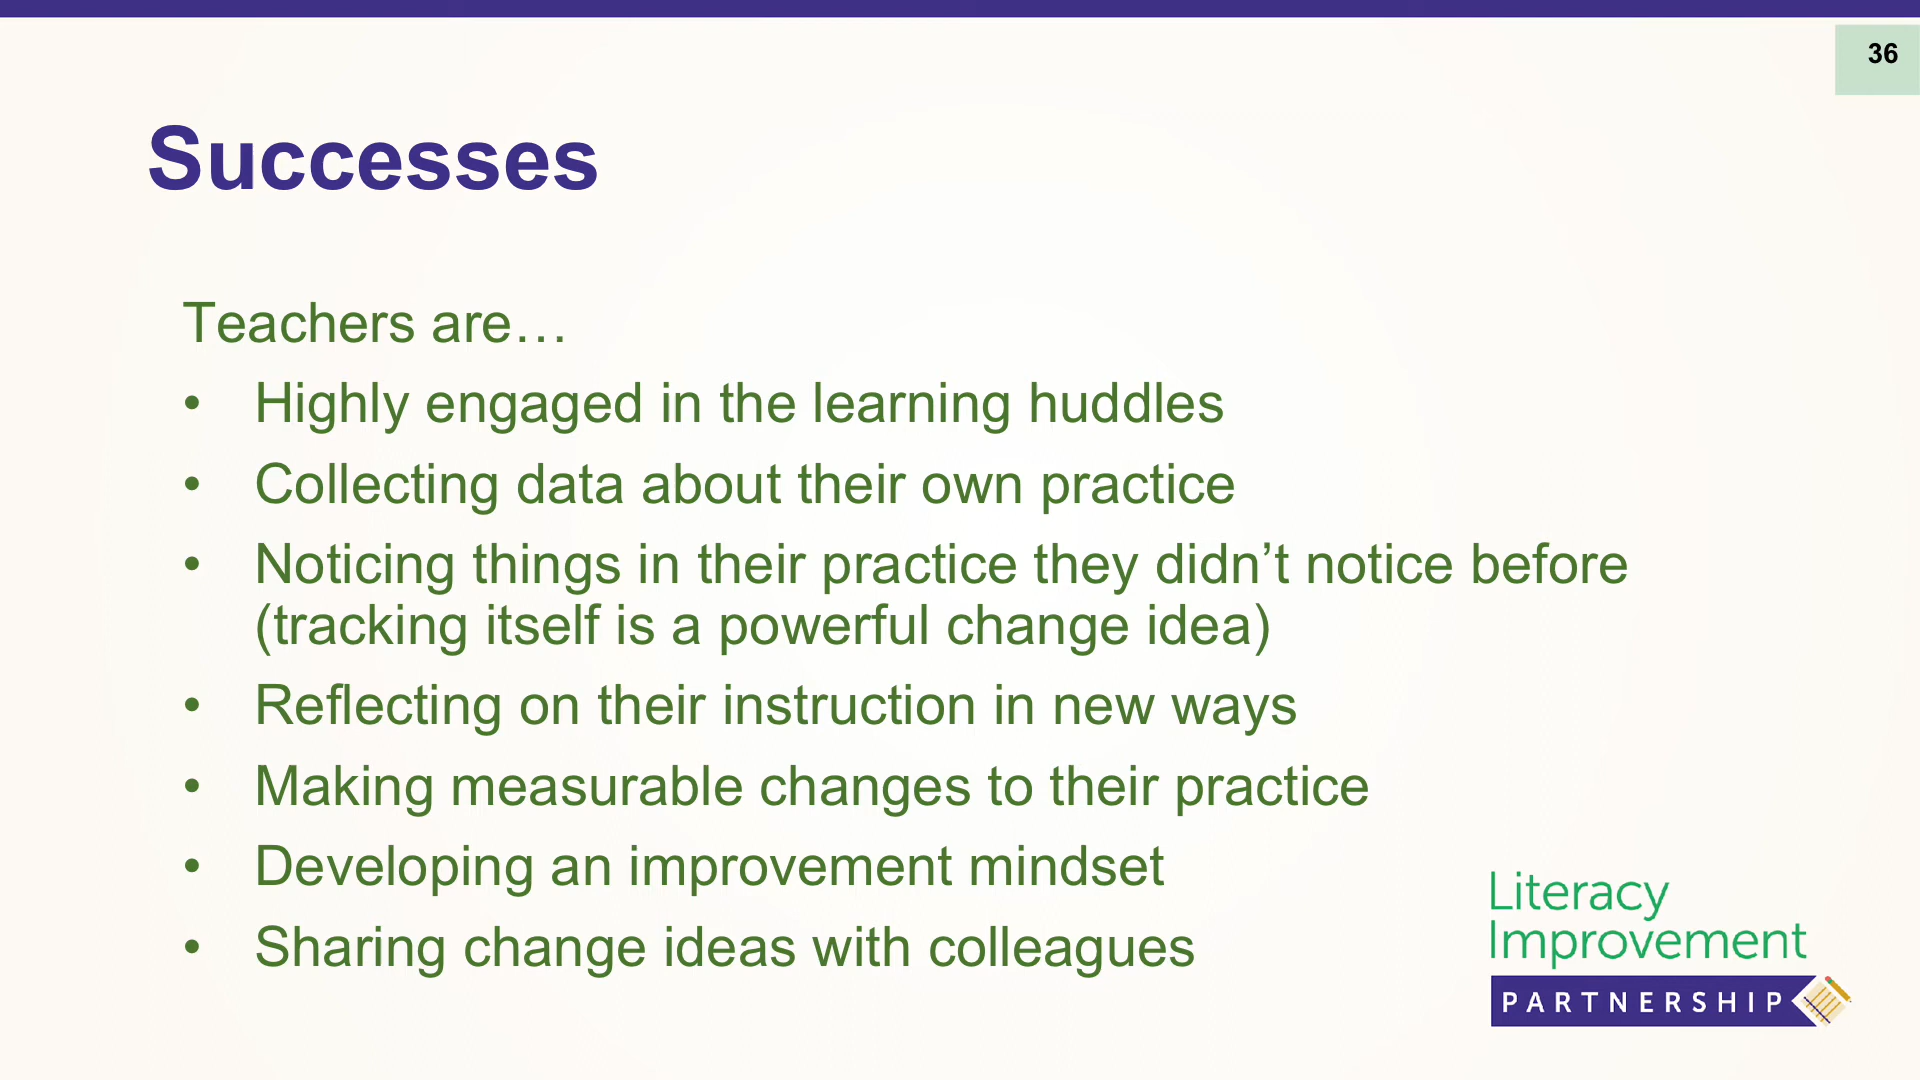 36
Successes
Teachers are…
• Highly engaged in the learning huddles
• Collecting data about their own practice
• Noticing things in their practice they didn’t notice before
(tracking itself is a powerful change idea)
• Reflecting on their instruction in new ways
• Making measurable changes to their practice
• Developing an improvement mindset
• Sharing change ideas with colleagues
Literacy
Improvement
PARTNERSHIP